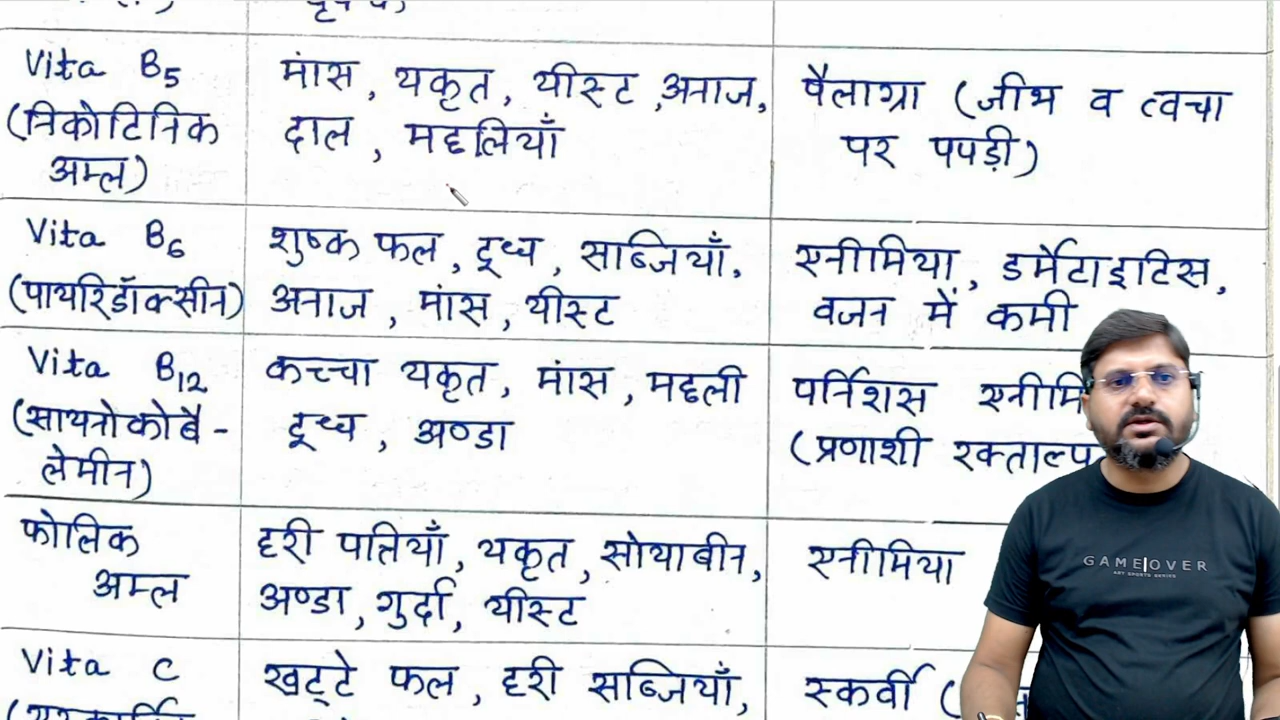 Vita B5
(निकोटिनिक
अम्ल)
मांस, यकृत, यीस्ट, अनाज,
दाल, मछलियाँ
पैलाग्रा (जीभ व त्वचा
पर पपड़ी)
Vita B6
(पायरिडॉक्सीन)
शुष्क फल, दूध, सब्जियाँ,
अनाज, मांस, यीस्ट
एनीमिया, डर्मेटाइटिस,
वजन में कमी
Vita B12
(सायनोकोबै-
लेमीन)
कच्चा यकृत, मांस, मछली
दूध, अण्डा
पर्निशस
(प्रणाशी
फोलिक
अम्ल
हरी पत्तियाँ, यकृत, सोयाबीन,
अण्डा, गुर्दा, यीस्ट
एनीमिया
Vita C
खट्टे फल, हरी सब्जियाँ,
स्कर्वी (
GAME OVER